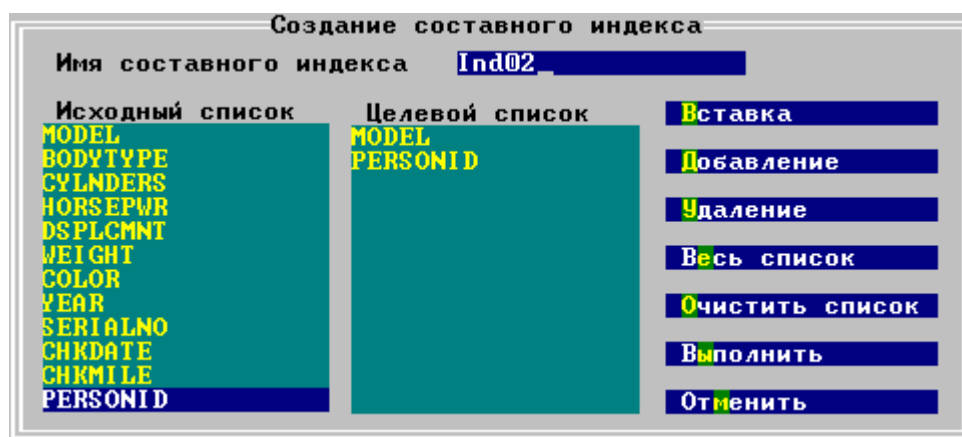 Создание составного индекса
Имя составного индекса Ind02_
Исходный список
MODEL
BODYTYPE
CYLNDERS
HORSEPWR
DSPLCMNT
WEIGHT
COLOR
YEAR
SERIALNO
CHKDATE
CHKMILE
PERSONID
Целевой список
MODEL
PERSONID
Вставка
Добавление
Удаление
Весь список
Очистить список
Выполнить
Отменить